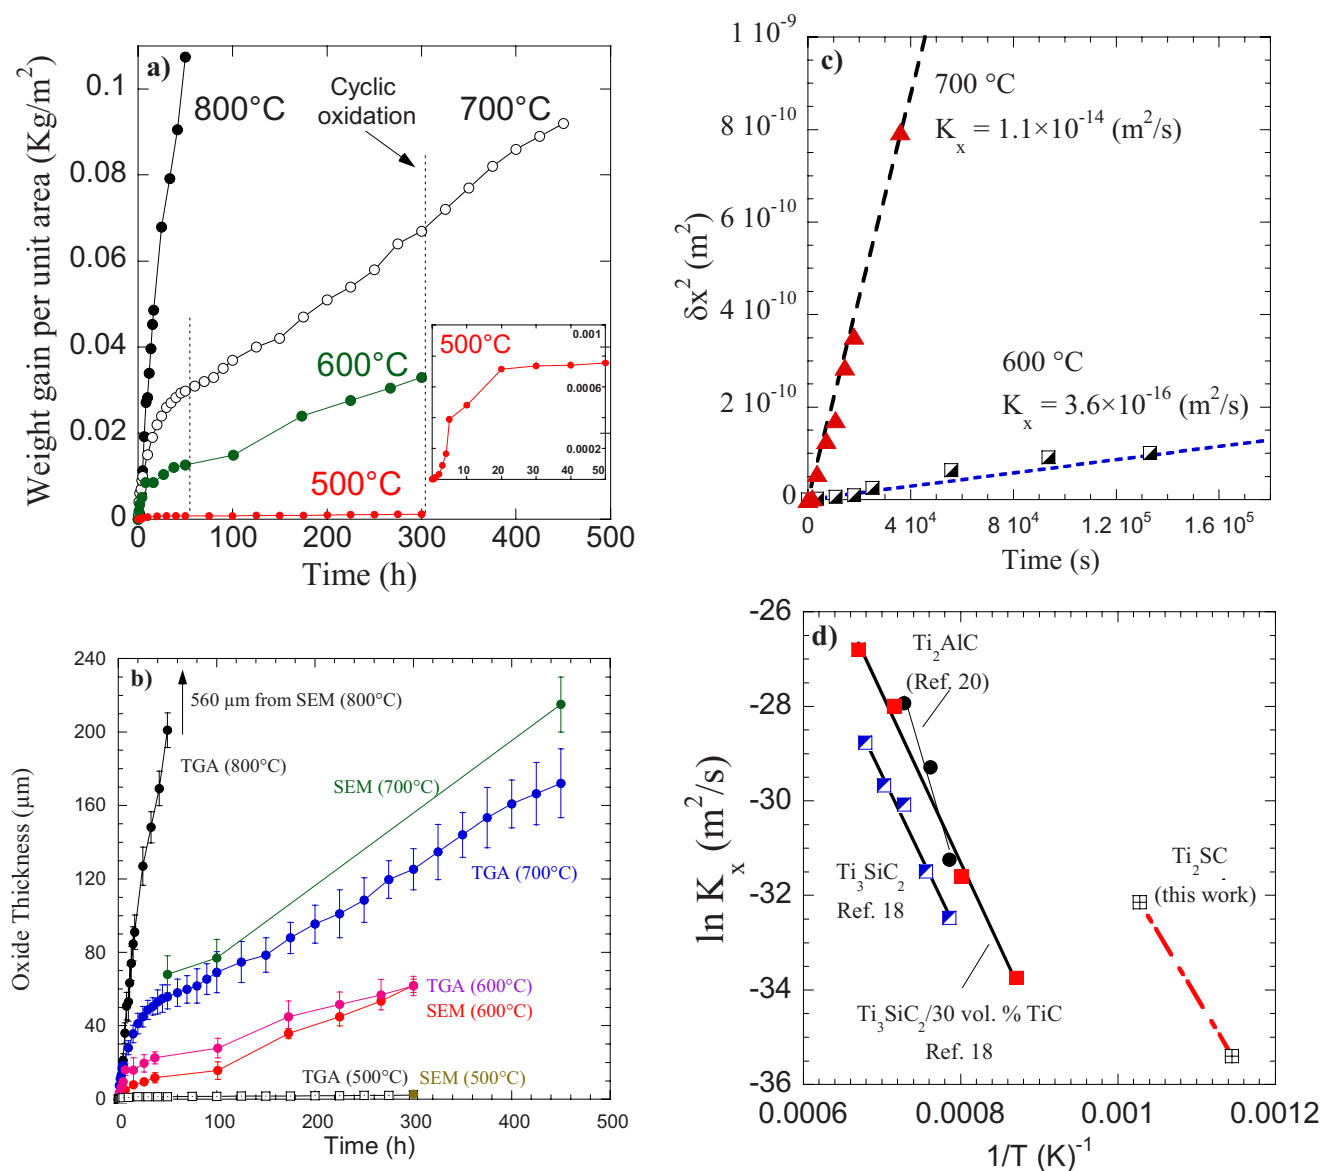 a)
Cyclic
oxidation
800°C
700°C
600°C
500°C
500°C
0.001
0.0006
0.0002
10 20 30 40 50
0.1
0.08
0.06
0.04
0.02
0
0 100 200 300 400 500
Weight gain per unit area (Kg/m²)
Time (h)
c)
1 10⁻⁹
8 10⁻¹⁰
6 10⁻¹⁰
4 10⁻¹⁰
2 10⁻¹⁰
0
700 °C
Kₓ = 1.1×10⁻¹⁴ (m²/s)
600 °C
Kₓ = 3.6×10⁻¹⁶ (m²/s)
0 4 10⁴ 8 10⁴ 1.2 10⁵ 1.6 10⁵
δx² (m²)
Time (s)
b)
240
200
160
120
80
40
0
560 µm from SEM (800°C)
TGA (800°C)
SEM (700°C)
TGA (700°C)
TGA (600°C)
SEM (600°C)
TGA (500°C)
SEM (500°C)
0 100 200 300 400 500
Oxide Thickness (µm)
Time (h)
d)
-26
-28
-30
-32
-34
-36
Ti₂AlC
(Ref. 20)
Ti₃SiC₂
Ref. 18
Ti₂SC
(this work)
Ti₃SiC₂/30 vol. % TiC
Ref. 18
0.0006 0.0008 0.001 0.0012
ln Kₓ (m²/s)
1/T (K)⁻¹